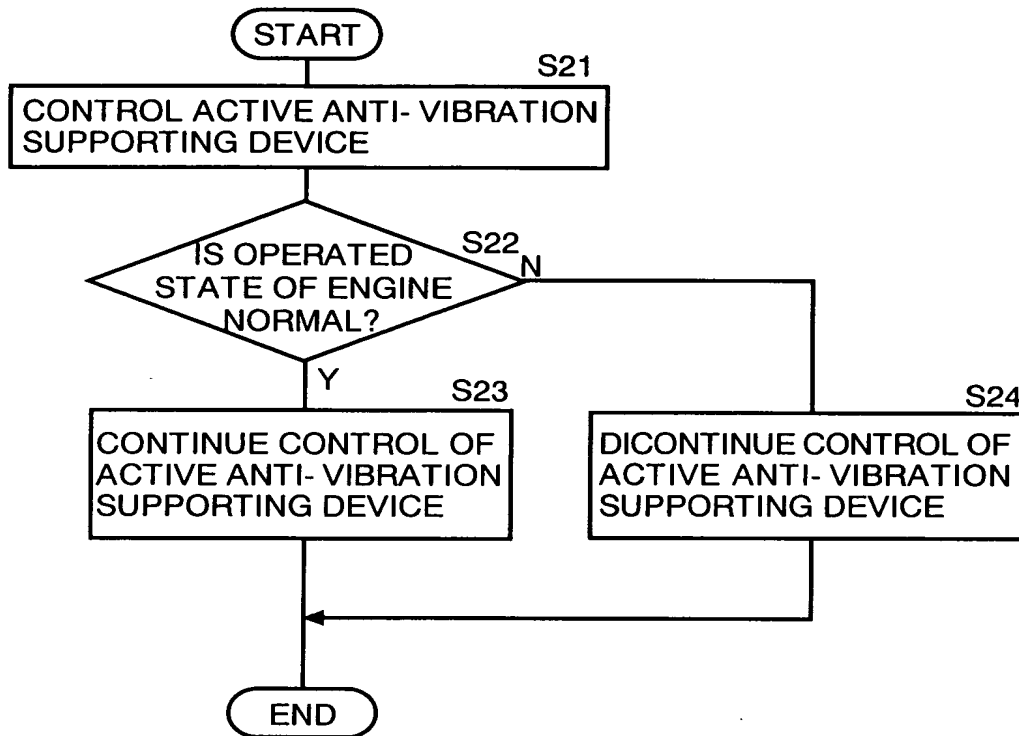 START
S21
CONTROL ACTIVE ANTI- VIBRATION
SUPPORTING DEVICE
S22
IS OPERATED
STATE OF ENGINE
NORMAL?
N
Y
S23
CONTINUE CONTROL OF
ACTIVE ANTI- VIBRATION
SUPPORTING DEVICE
S24
DICONTINUE CONTROL OF
ACTIVE ANTI- VIBRATION
SUPPORTING DEVICE
END